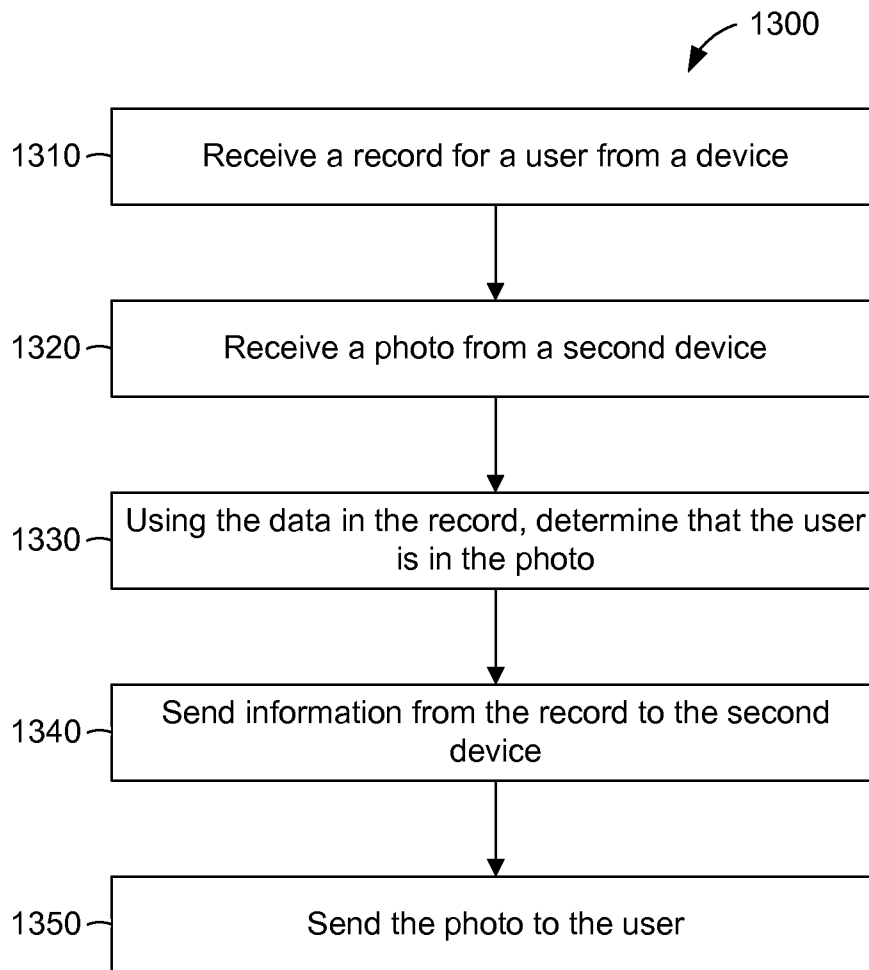 1300
1310
Receive a record for a user from a device
1320
Receive a photo from a second device
1330
Using the data in the record, determine that the user
is in the photo
1340
Send information from the record to the second
device
1350
Send the photo to the user